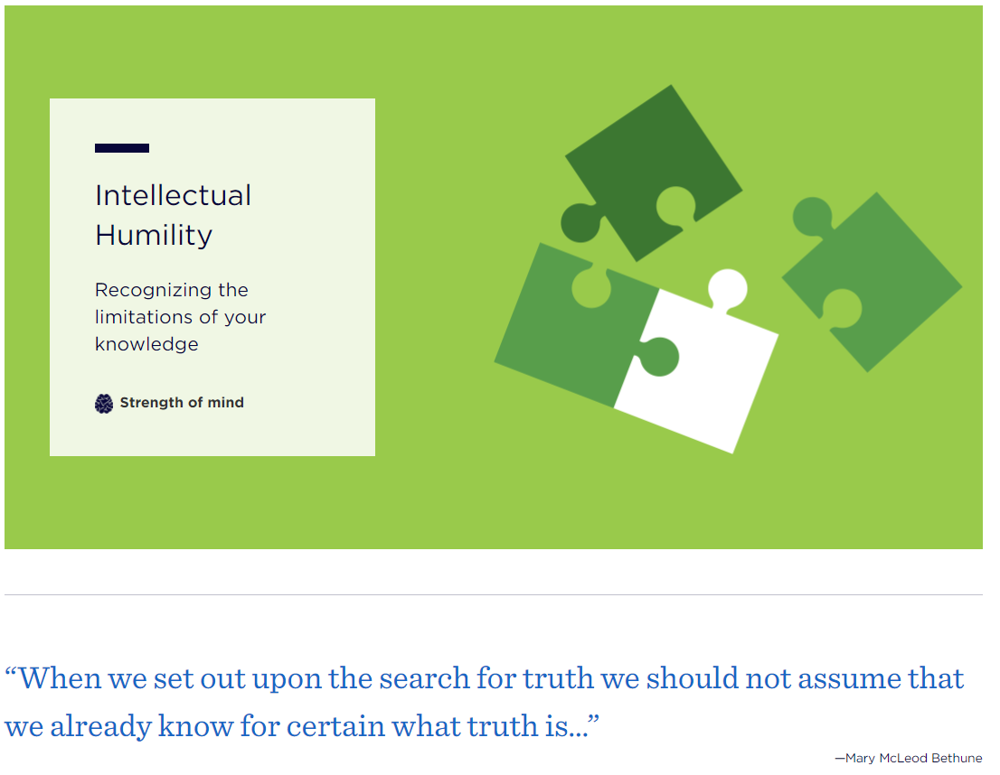 Intellectual
Humility
Recognizing the
limitations of your
knowledge
Strength of mind
“When we set out upon the search for truth we should not assume that
we already know for certain what truth is...”
—Mary McLeod Bethune